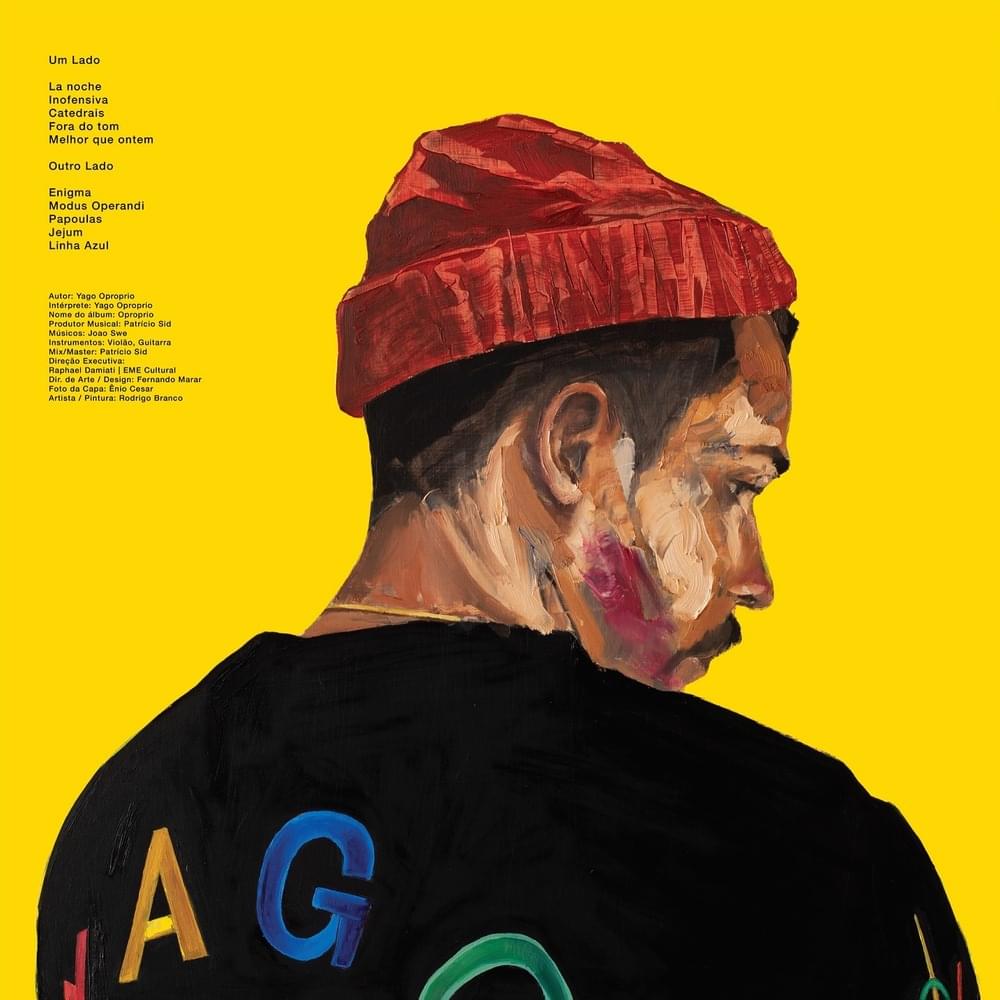 Um Lado
La noche
Inofensiva
Catedrais
Fora do tom
Melhor que ontem
Outro Lado
Enigma
Modus Operandi
Papoulas
Jejum
Linha Azul
Autor: Yago Oproprio
Intérprete: Yago Oproprio
Nome do álbum: Oproprio
Produtor Musical: Patrício Sid
Músicos: Joao Swe
Instrumentos: Violão, Guitarra
Mix/Master: Patrício Sid
Direção Executiva:
Raphael Damiati | EME Cultural
Dir. de Arte / Design: Fernando Marar
Foto da Capa: Ênio Cesar
Artista / Pintura: Rodrigo Branco
AG